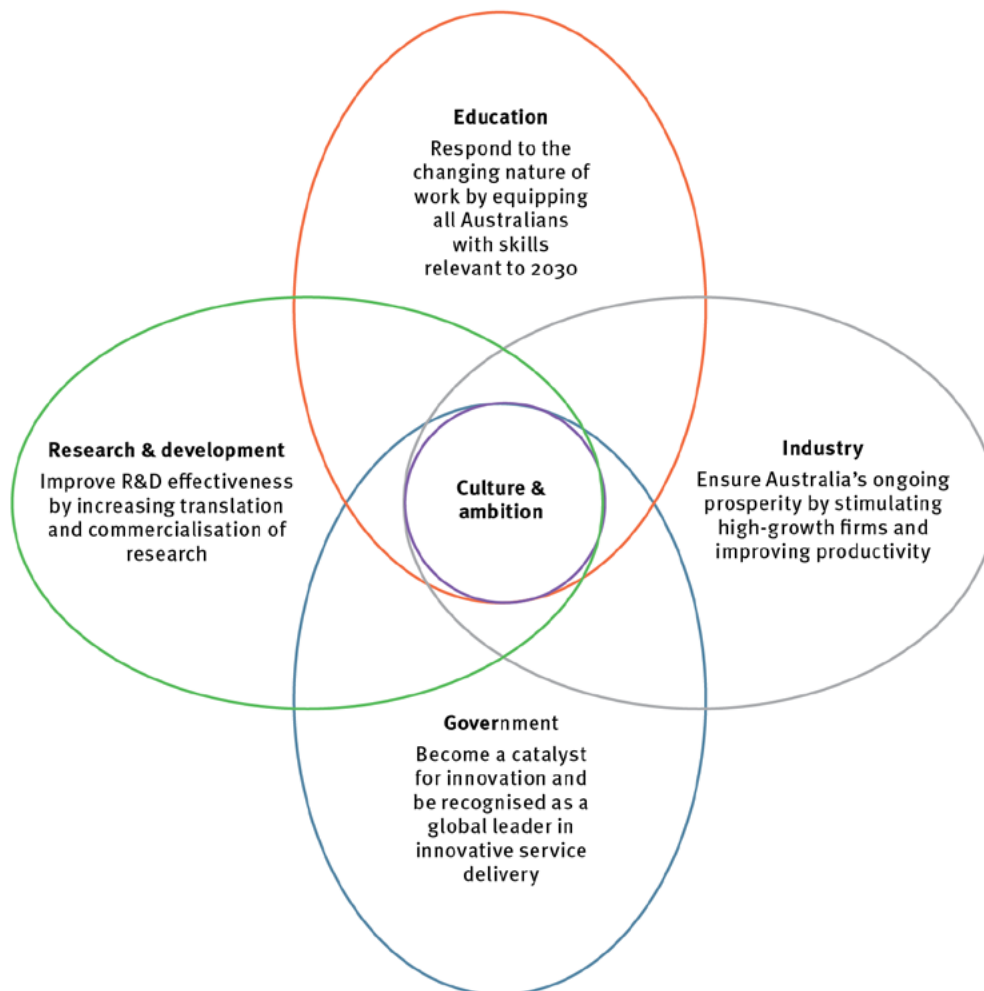 Education
Respond to the
changing nature of
work by equipping
all Australians
with skills
relevant to 2030
Research & development
Improve R&D effectiveness
by increasing translation
and commercialisation of
research
Culture &
ambition
Industry
Ensure Australia's ongoing
prosperity by stimulating
high-growth firms and
improving productivity
Government
Become a catalyst
for innovation and
be recognised as a
global leader in
innovative service
delivery